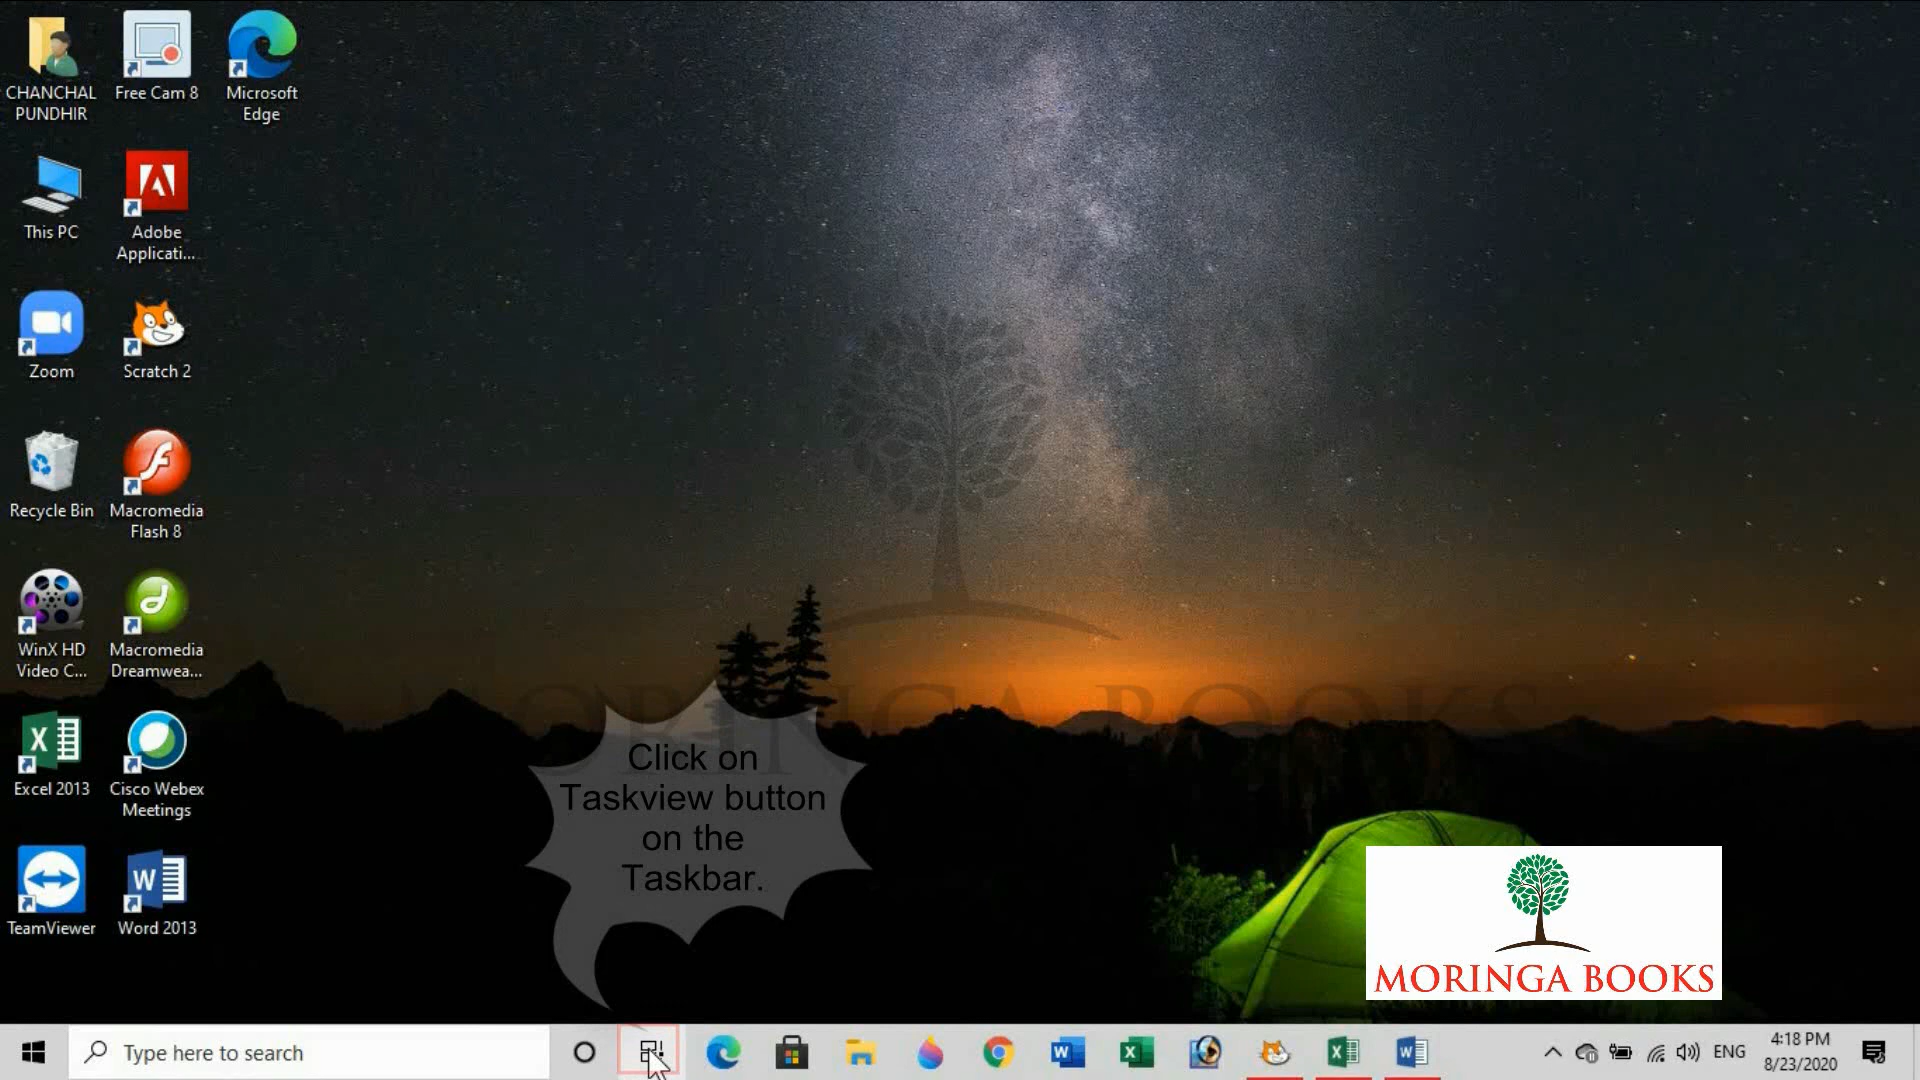 CHANCHAL
PUNDHIR
Free Cam 8
Microsoft
Edge
This PC
Adobe
Applicati...
Zoom
Scratch 2
Recycle Bin
Macromedia
Flash 8
WinX HD
Video C...
Macromedia
Dreamwea...
Excel 2013
Cisco Webex
Meetings
TeamViewer
Word 2013
MORINGA BOOKS
Click on
Taskview button
on the
Taskbar.
MORINGA BOOKS
Type here to search
ENG
4:18 PM
8/23/2020